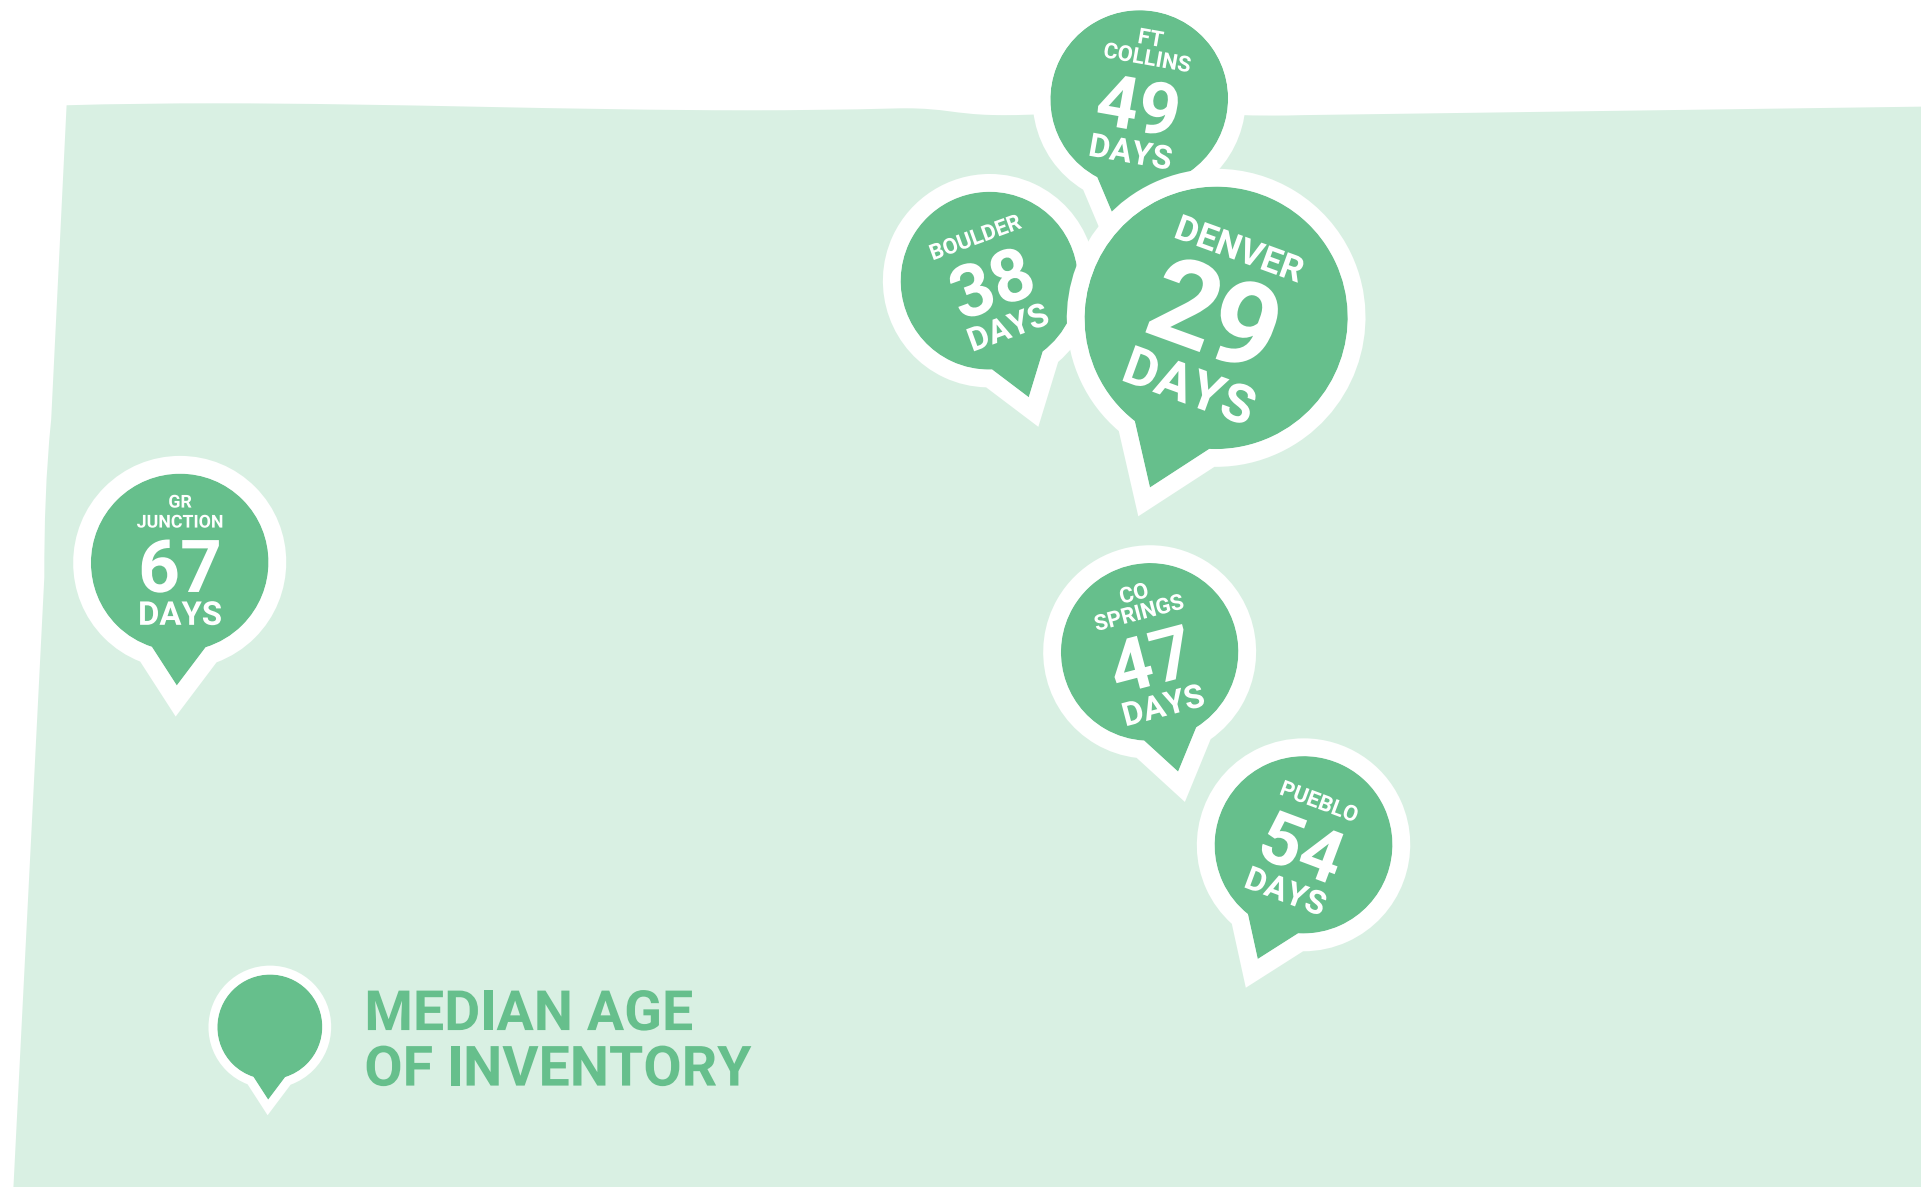 FT
COLLINS
49
DAYS
BOULDER
38
DAYS
DENVER
29
DAYS
GR
JUNCTION
67
DAYS
CO
SPRINGS
47
DAYS
PUEBLO
54
DAYS
MEDIAN AGE
OF INVENTORY